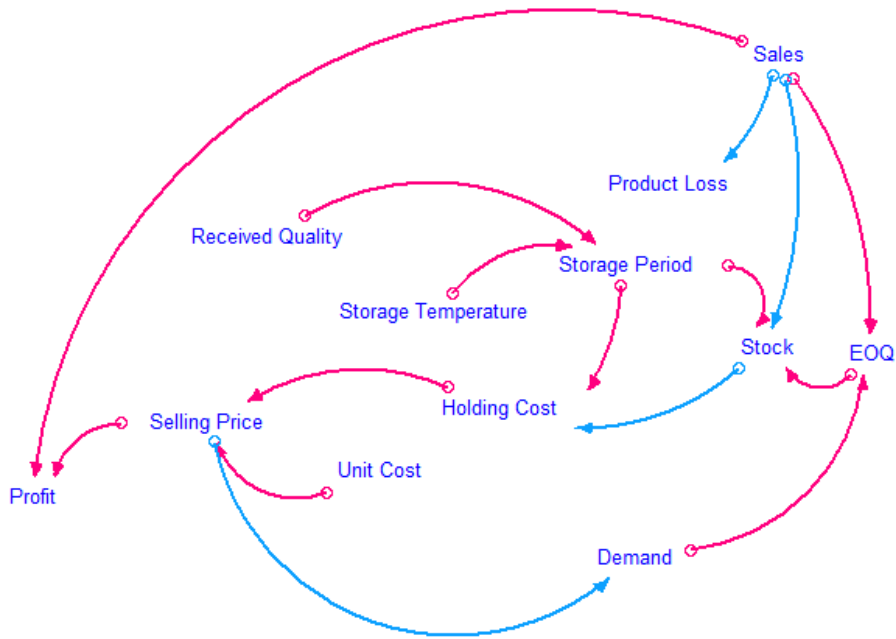 Sales
Product Loss
Received Quality
Storage Period
Storage Temperature
Stock
EOQ
Holding Cost
Selling Price
Unit Cost
Profit
Demand